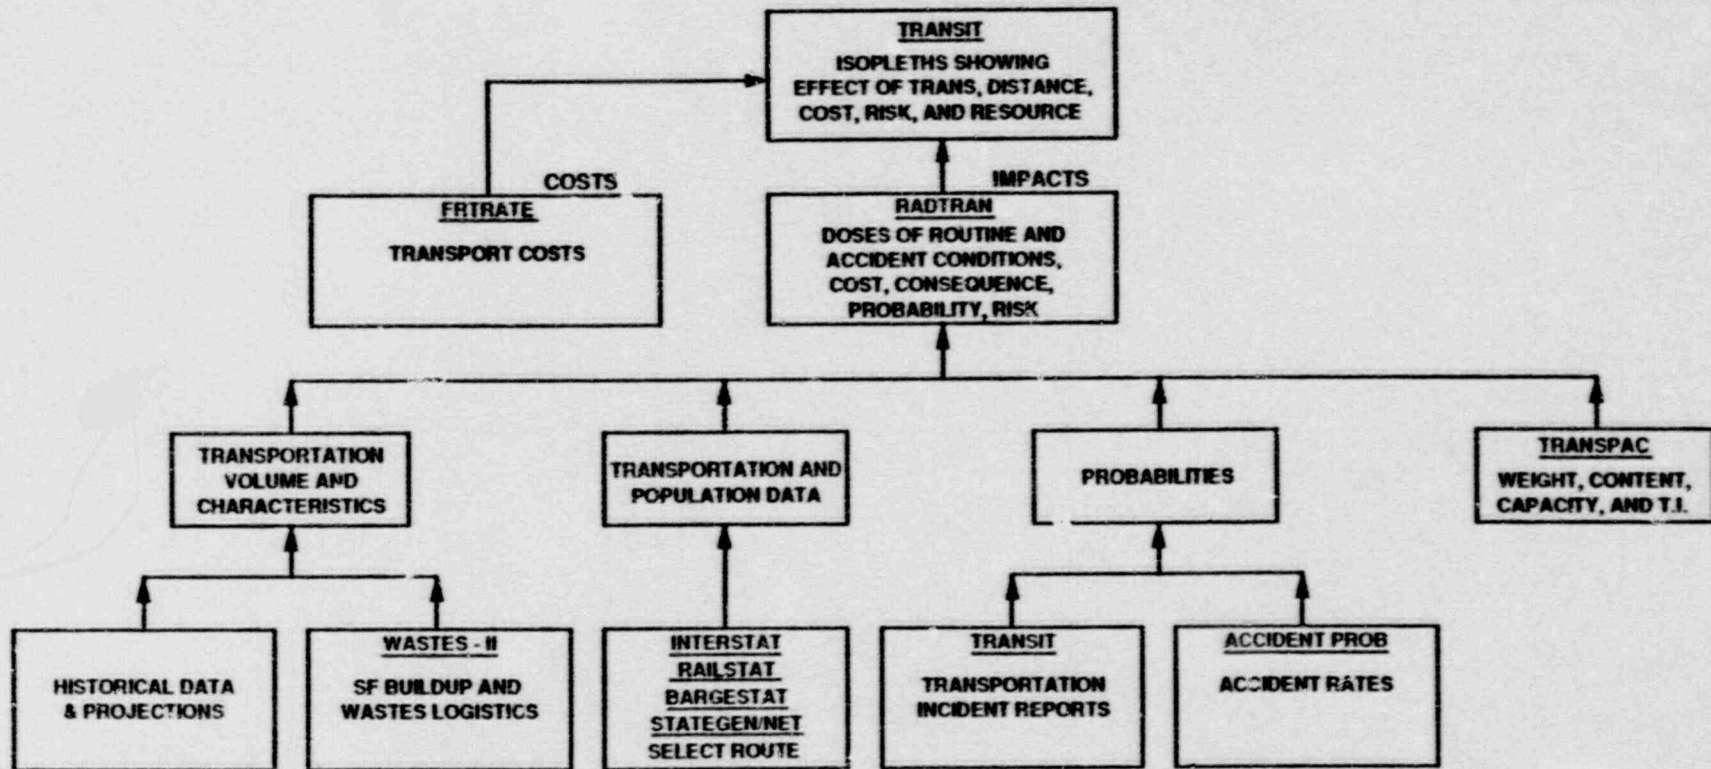 TRANSIT
ISOPLETHS SHOWING
EFFECT OF TRANS, DISTANCE,
COST, RISK, AND RESOURCE
COSTS
IMPACTS
FRTRATE
TRANSPORT COSTS
RADTRAN
DOSES OF ROUTINE AND
ACCIDENT CONDITIONS,
COST, CONSEQUENCE,
PROBABILITY, RISK
TRANSPORTATION
VOLUME AND
CHARACTERISTICS
TRANSPORTATION AND
POPULATION DATA
PROBABILITIES
TRANSPAC
WEIGHT, CONTENT,
CAPACITY, AND T.I.
HISTORICAL DATA
& PROJECTIONS
WASTES - II
SF BUILDUP AND
WASTES LOGISTICS
INTERSTAT
RAILSTAT
BARGESTAT
STATEGEN/NET
SELECT ROUTE
TRANSIT
TRANSPORTATION
INCIDENT REPORTS
ACCIDENT PROB
ACCIDENT RATES